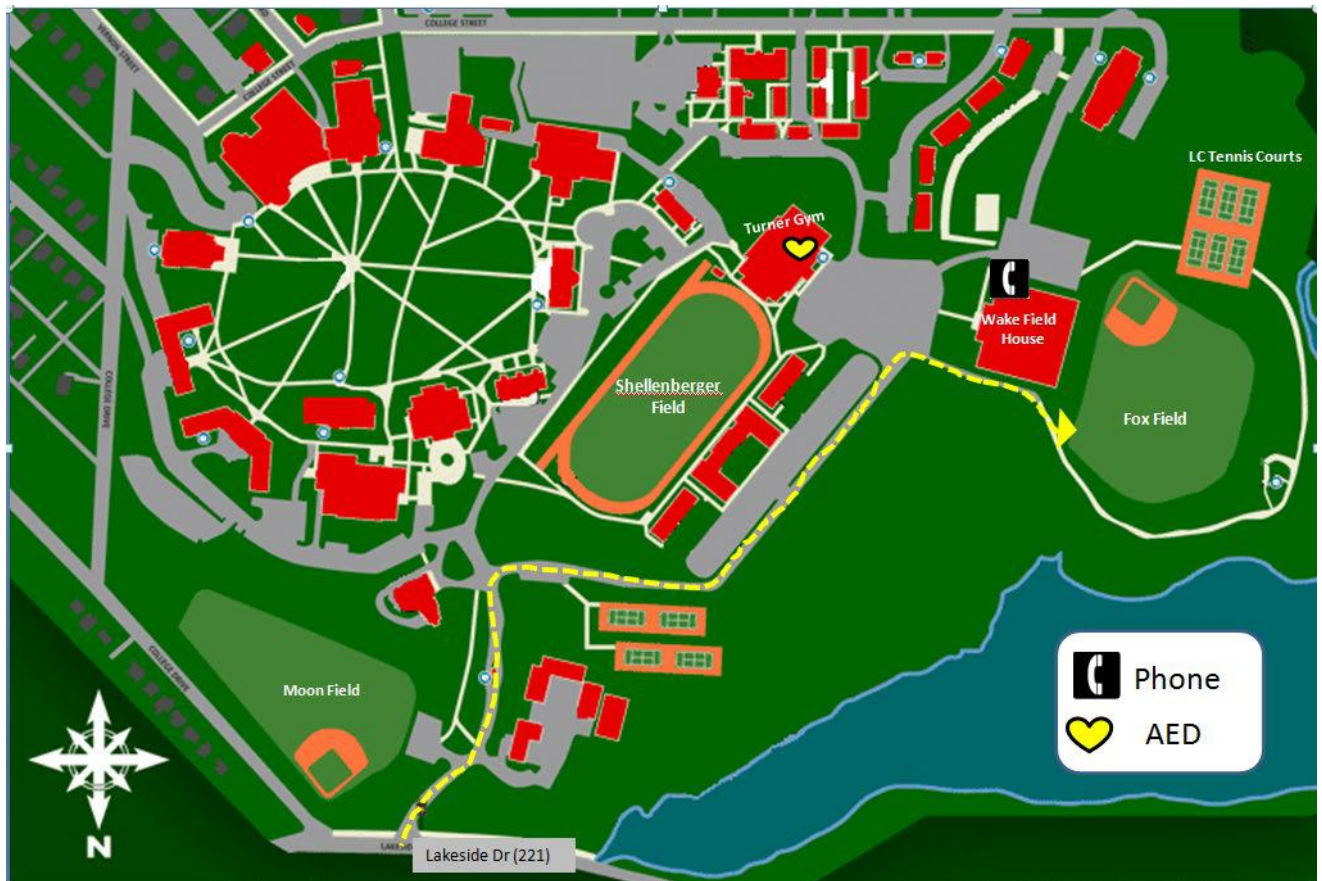 COLLEGE STREET
VERNON STREET
COLLEGE STREET
LC Tennis Courts
Turner Gym
Wake Field
House
Shellenberger
Field
Fox Field
COLLEGE DRIVE
COLLEGE DRIVE
Moon Field
Phone
AED
N
Lakeside Dr (221)